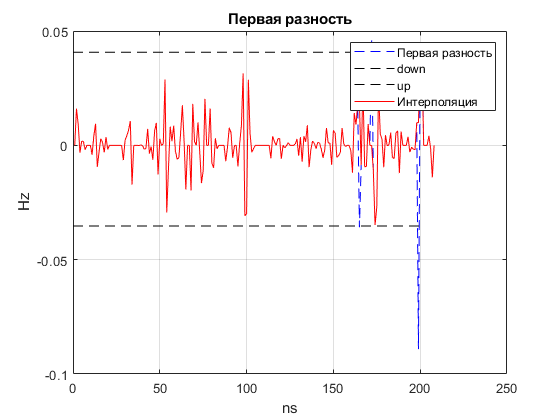 Первая разность
0.05
0
-0.05
-0.1
Hz
Первая разность
down
up
Интерполяция
0
50
100
150
200
250
ns